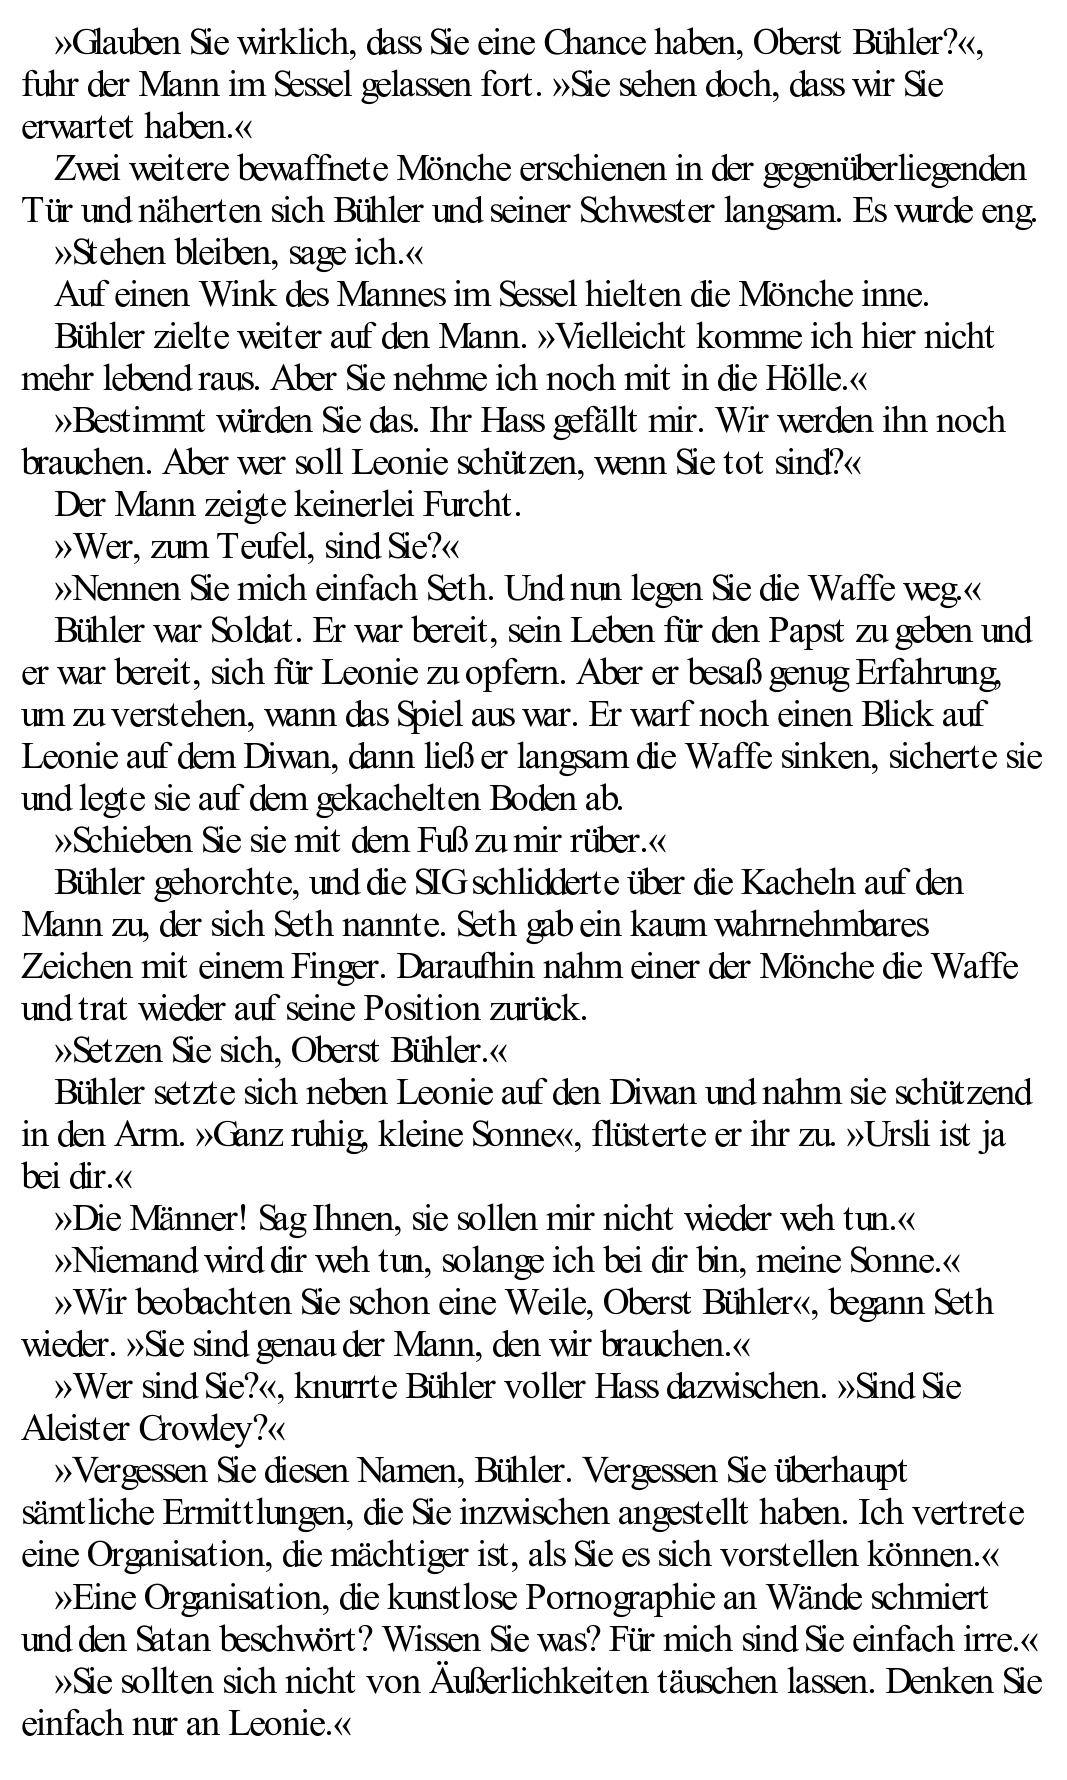 »Glauben Sie wirklich, dass Sie eine Chance haben, Oberst Bühler?«,
fuhr der Mann im Sessel gelassen fort. »Sie sehen doch, dass wir Sie
erwartet haben.«
Zwei weitere bewaffnete Mönche erschienen in der gegenüberliegenden
Tür und näherten sich Bühler und seiner Schwester langsam. Es wurde eng.
»Stehen bleiben, sage ich.«
Auf einen Wink des Mannes im Sessel hielten die Mönche inne.
Bühler zielte weiter auf den Mann. »Vielleicht komme ich hier nicht
mehr lebend raus. Aber Sie nehme ich noch mit in die Hölle.«
»Bestimmt würden Sie das. Ihr Hass gefällt mir. Wir werden ihn noch
brauchen. Aber wer soll Leonie schützen, wenn Sie tot sind?«
Der Mann zeigte keinerlei Furcht.
»Wer, zum Teufel, sind Sie?«
»Nennen Sie mich einfach Seth. Und nun legen Sie die Waffe weg.«
Bühler war Soldat. Er war bereit, sein Leben für den Papst zu geben und
er war bereit, sich für Leonie zu opfern. Aber er besaß genug Erfahrung,
um zu verstehen, wann das Spiel aus war. Er warf noch einen Blick auf
Leonie auf dem Diwan, dann ließ er langsam die Waffe sinken, sicherte sie
und legte sie auf dem gekachelten Boden ab.
»Schieben Sie sie mit dem Fuß zu mir rüber.«
Bühler gehorchte, und die SIG schlidderte über die Kacheln auf den
Mann zu, der sich Seth nannte. Seth gab ein kaum wahrnehmbares
Zeichen mit einem Finger. Daraufhin nahm einer der Mönche die Waffe
und trat wieder auf seine Position zurück.
»Setzen Sie sich, Oberst Bühler.«
Bühler setzte sich neben Leonie auf den Diwan und nahm sie schützend
in den Arm. »Ganz ruhig, kleine Sonne«, flüsterte er ihr zu. »Ursli ist ja
bei dir.«
»Die Männer! Sag Ihnen, sie sollen mir nicht wieder weh tun.«
»Niemand wird dir weh tun, solange ich bei dir bin, meine Sonne.«
»Wir beobachten Sie schon eine Weile, Oberst Bühler«, begann Seth
wieder. »Sie sind genau der Mann, den wir brauchen.«
»Wer sind Sie?«, knurrte Bühler voller Hass dazwischen. »Sind Sie
Aleister Crowley?«
»Vergessen Sie diesen Namen, Bühler. Vergessen Sie überhaupt
sämtliche Ermittlungen, die Sie inzwischen angestellt haben. Ich vertrete
eine Organisation, die mächtiger ist, als Sie es sich vorstellen können.«
»Eine Organisation, die kunstlose Pornographie an Wände schmiert
und den Satan beschwört? Wissen Sie was? Für mich sind Sie einfach irre.«
»Sie sollten sich nicht von Äußerlichkeiten täuschen lassen. Denken Sie
einfach nur an Leonie.«